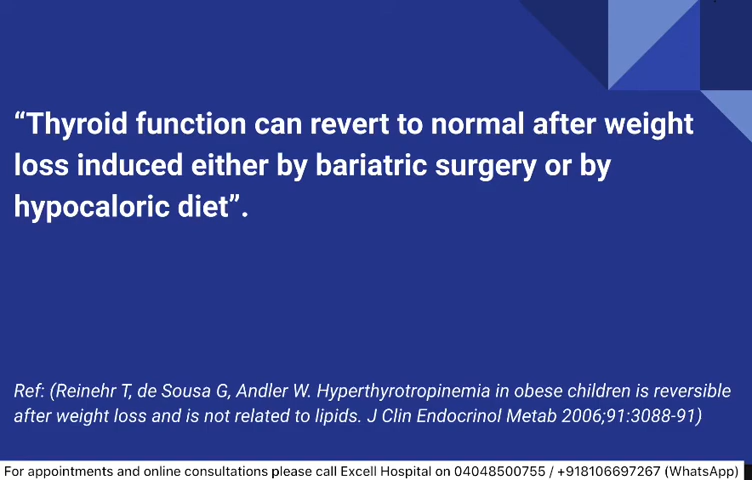 “Thyroid function can revert to normal after weight
loss induced either by bariatric surgery or by
hypocaloric diet”.
Ref: (Reinehr T, de Sousa G, Andler W. Hyperthyrotropinemia in obese children is reversible
after weight loss and is not related to lipids. J Clin Endocrinol Metab 2006;91:3088-91)
For appointments and online consultations please call Excell Hospital on 04048500755 / +918106697267 (WhatsApp)